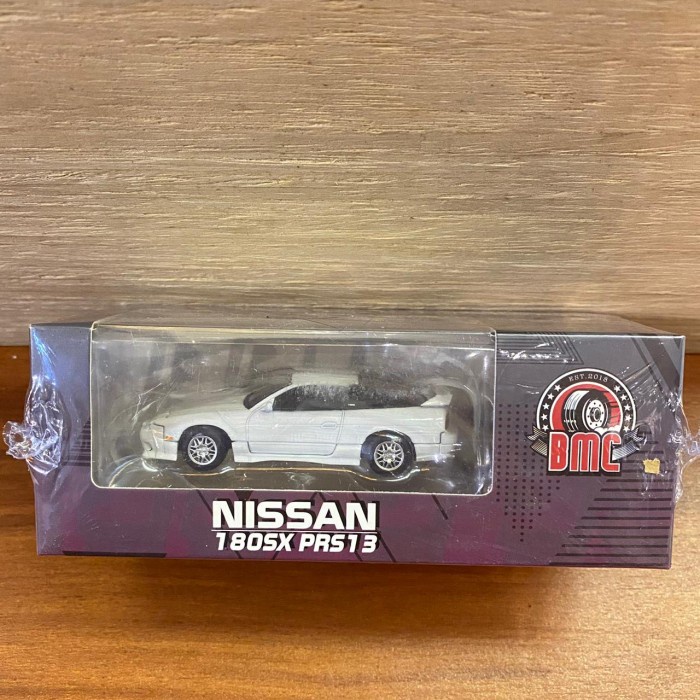 NISSAN
180SX PRS13
EST.2018
BMC